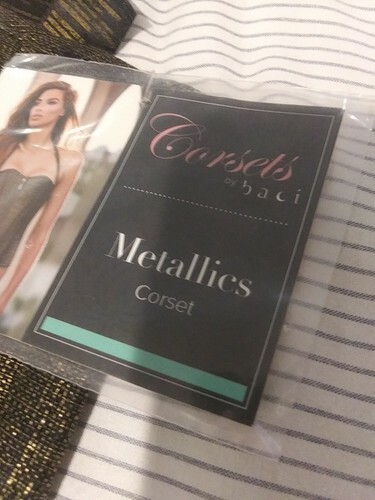 Corsets
by baci
Metallics
Corset